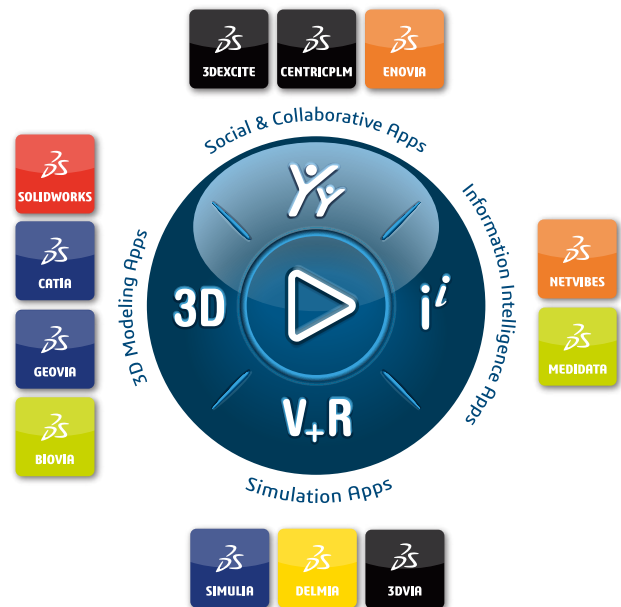 3DEXCITE
CENTRICPLM
ENOVIA
Social & Collaborative Apps
SOLIDWORKS
CATIA
GEOVIA
BIOVIA
3D Modeling Apps
3D
i i
V+R
Information Intelligence Apps
NETVIBES
MEDIDATA
Simulation Apps
SIMULIA
DELMIA
3DVIA